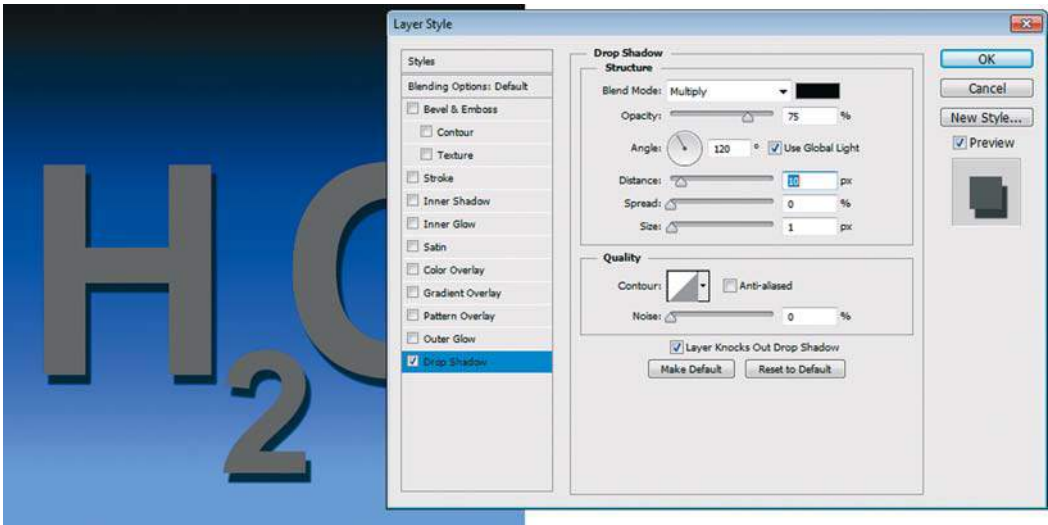 Layer Style
Styles
Blending Options: Default
Bevel & Emboss
Contour
Texture
Stroke
Inner Shadow
Inner Glow
Satin
Color Overlay
Gradient Overlay
Pattern Overlay
Outer Glow
Drop Shadow
Drop Shadow
Structure
Blend Mode: Multiply
Opacity: 75 %
Angle: 120 ° Use Global Light
Distance: 10 px
Spread: 0 %
Size: 1 px
Quality
Contour: Anti-aliased
Noise: 0 %
Layer Knocks Out Drop Shadow
Make Default Reset to Default
OK
Cancel
New Style...
Preview
H2O